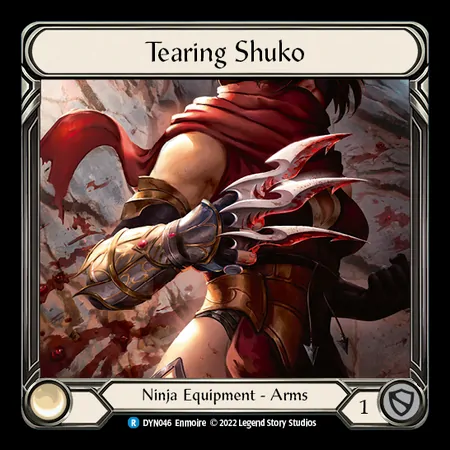 Tearing Shuko
Ninja Equipment - Arms
1
R DYN046 Enmoire © 2022 Legend Story Studios